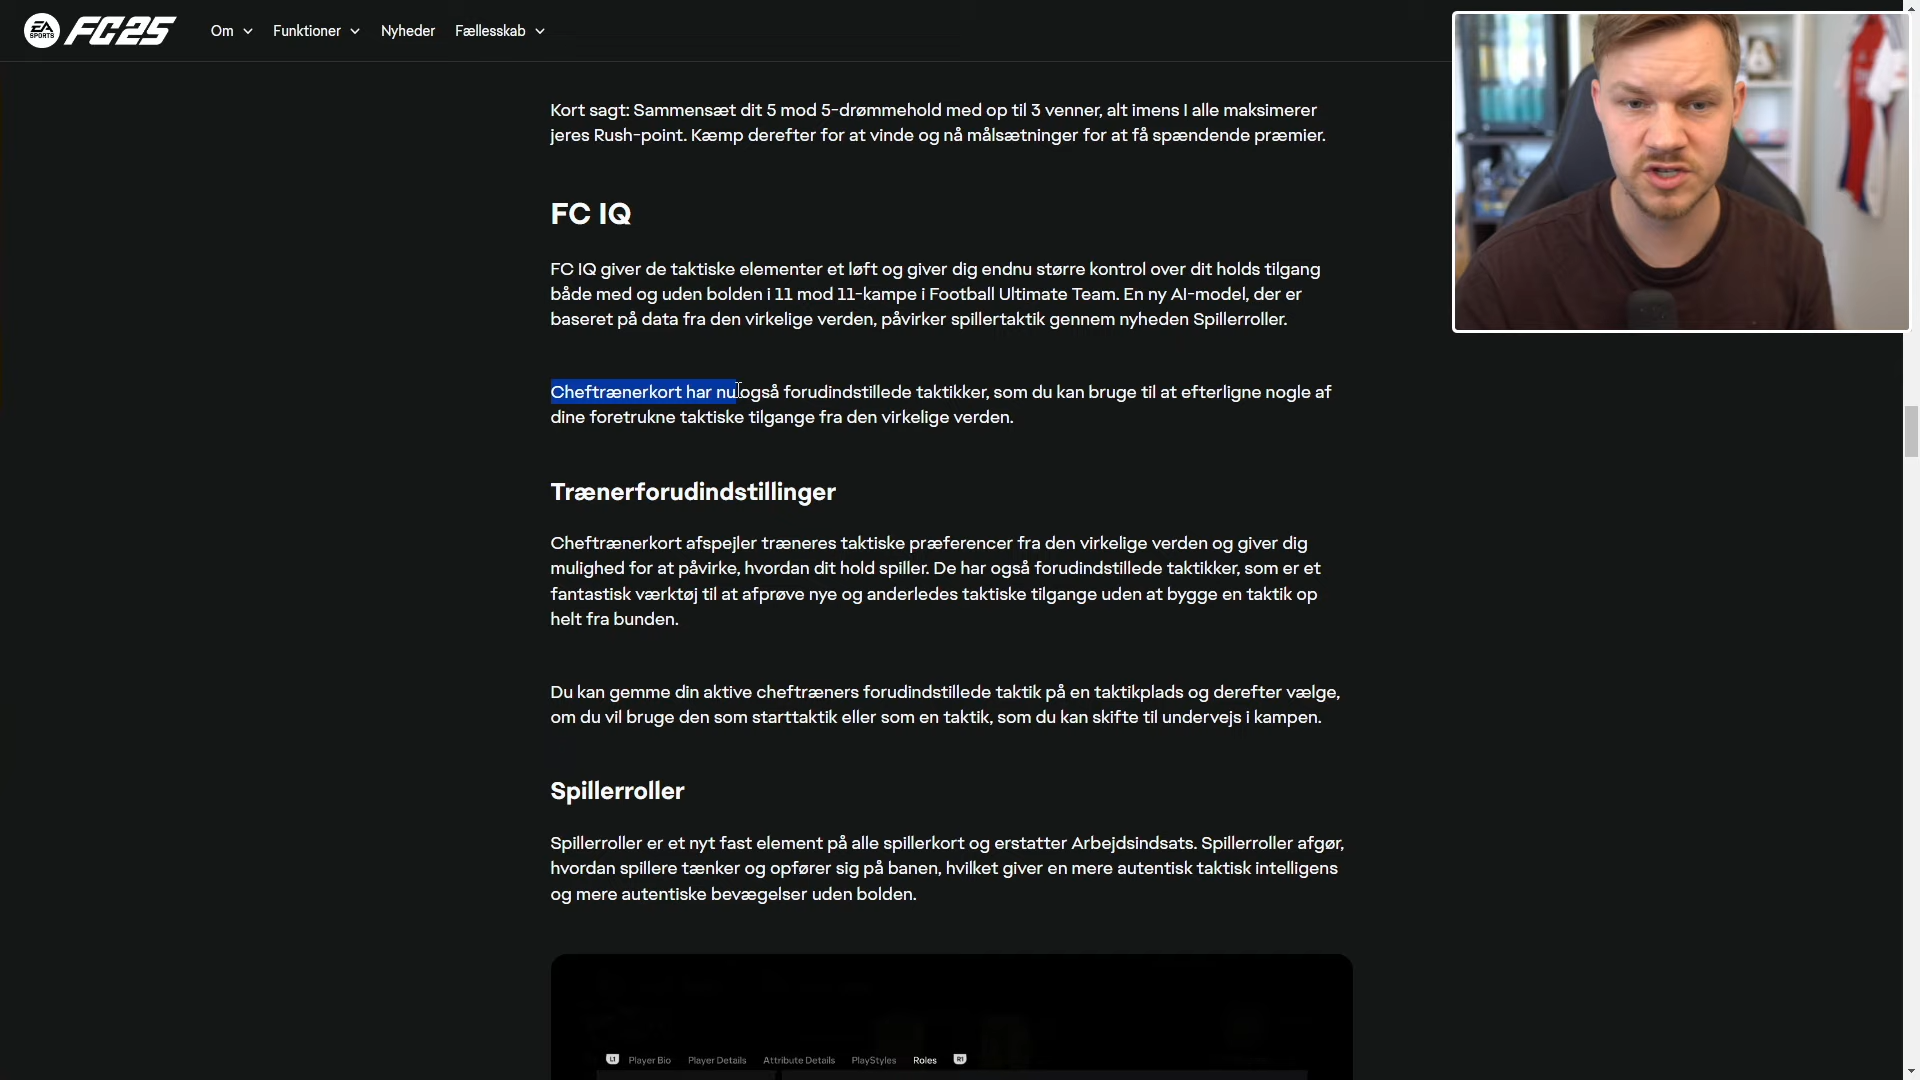 EA SPORTS FC25 Om Funktioner Nyheder Fællesskab
Kort sagt: Sammensæt dit 5 mod 5-drømmehold med op til 3 venner, alt imens I alle maksimerer
jeres Rush-point. Kæmp derefter for at vinde og nå målsætninger for at få spændende præmier.
FC IQ
FC IQ giver de taktiske elementer et løft og giver dig endnu større kontrol over dit holds tilgang
både med og uden bolden i 11 mod 11-kampe i Football Ultimate Team. En ny AI-model, der er
baseret på data fra den virkelige verden, påvirker spillertaktik gennem nyheden Spillerroller.
Cheftrænerkort har nu også forudindstillede taktikker, som du kan bruge til at efterligne nogle af
dine foretrukne taktiske tilgange fra den virkelige verden.
Trænerforudindstillinger
Cheftrænerkort afspejler træneres taktiske præferencer fra den virkelige verden og giver dig
mulighed for at påvirke, hvordan dit hold spiller. De har også forudindstillede taktikker, som er et
fantastisk værktøj til at afprøve nye og anderledes taktiske tilgange uden at bygge en taktik op
helt fra bunden.
Du kan gemme din aktive cheftræners forudindstillede taktik på en taktikplads og derefter vælge,
om du vil bruge den som starttaktik eller som en taktik, som du kan skifte til undervejs i kampen.
Spillerroller
Spillerroller er et nyt fast element på alle spillerkort og erstatter Arbejdsindsats. Spillerroller afgør,
hvordan spillere tænker og opfører sig på banen, hvilket giver en mere autentisk taktisk intelligens
og mere autentiske bevægelser uden bolden.
L1 Player Bio Player Details Attribute Details PlayStyles Roles R1